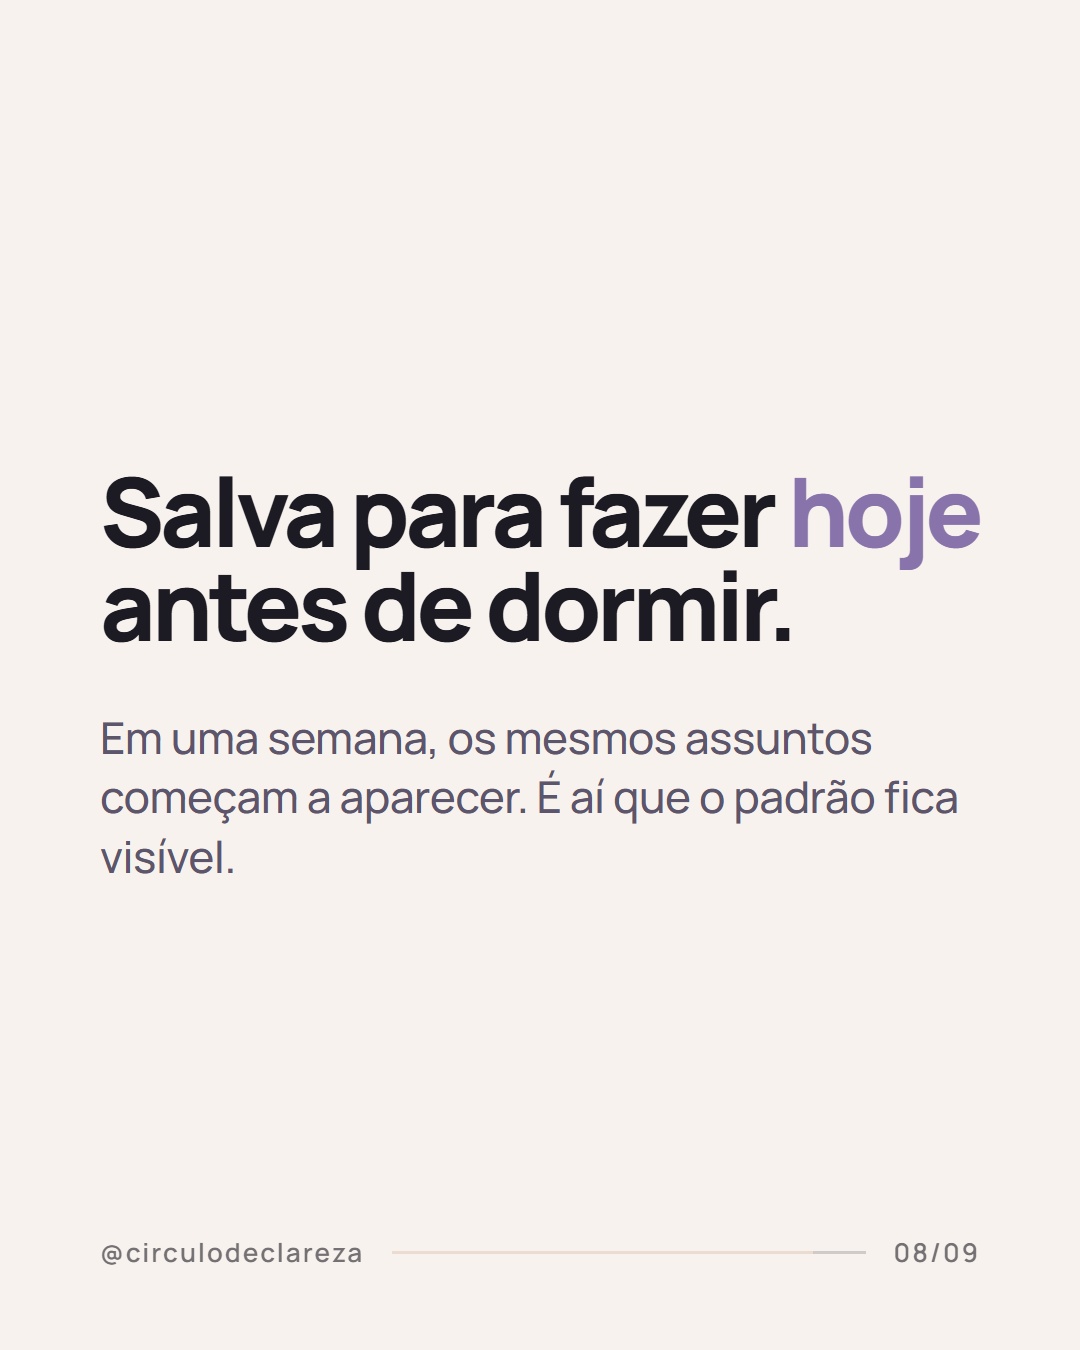 Salva para fazer hoje
antes de dormir.
Em uma semana, os mesmos assuntos
começam a aparecer. É aí que o padrão fica
visível.
@circulodeclareza
08/09